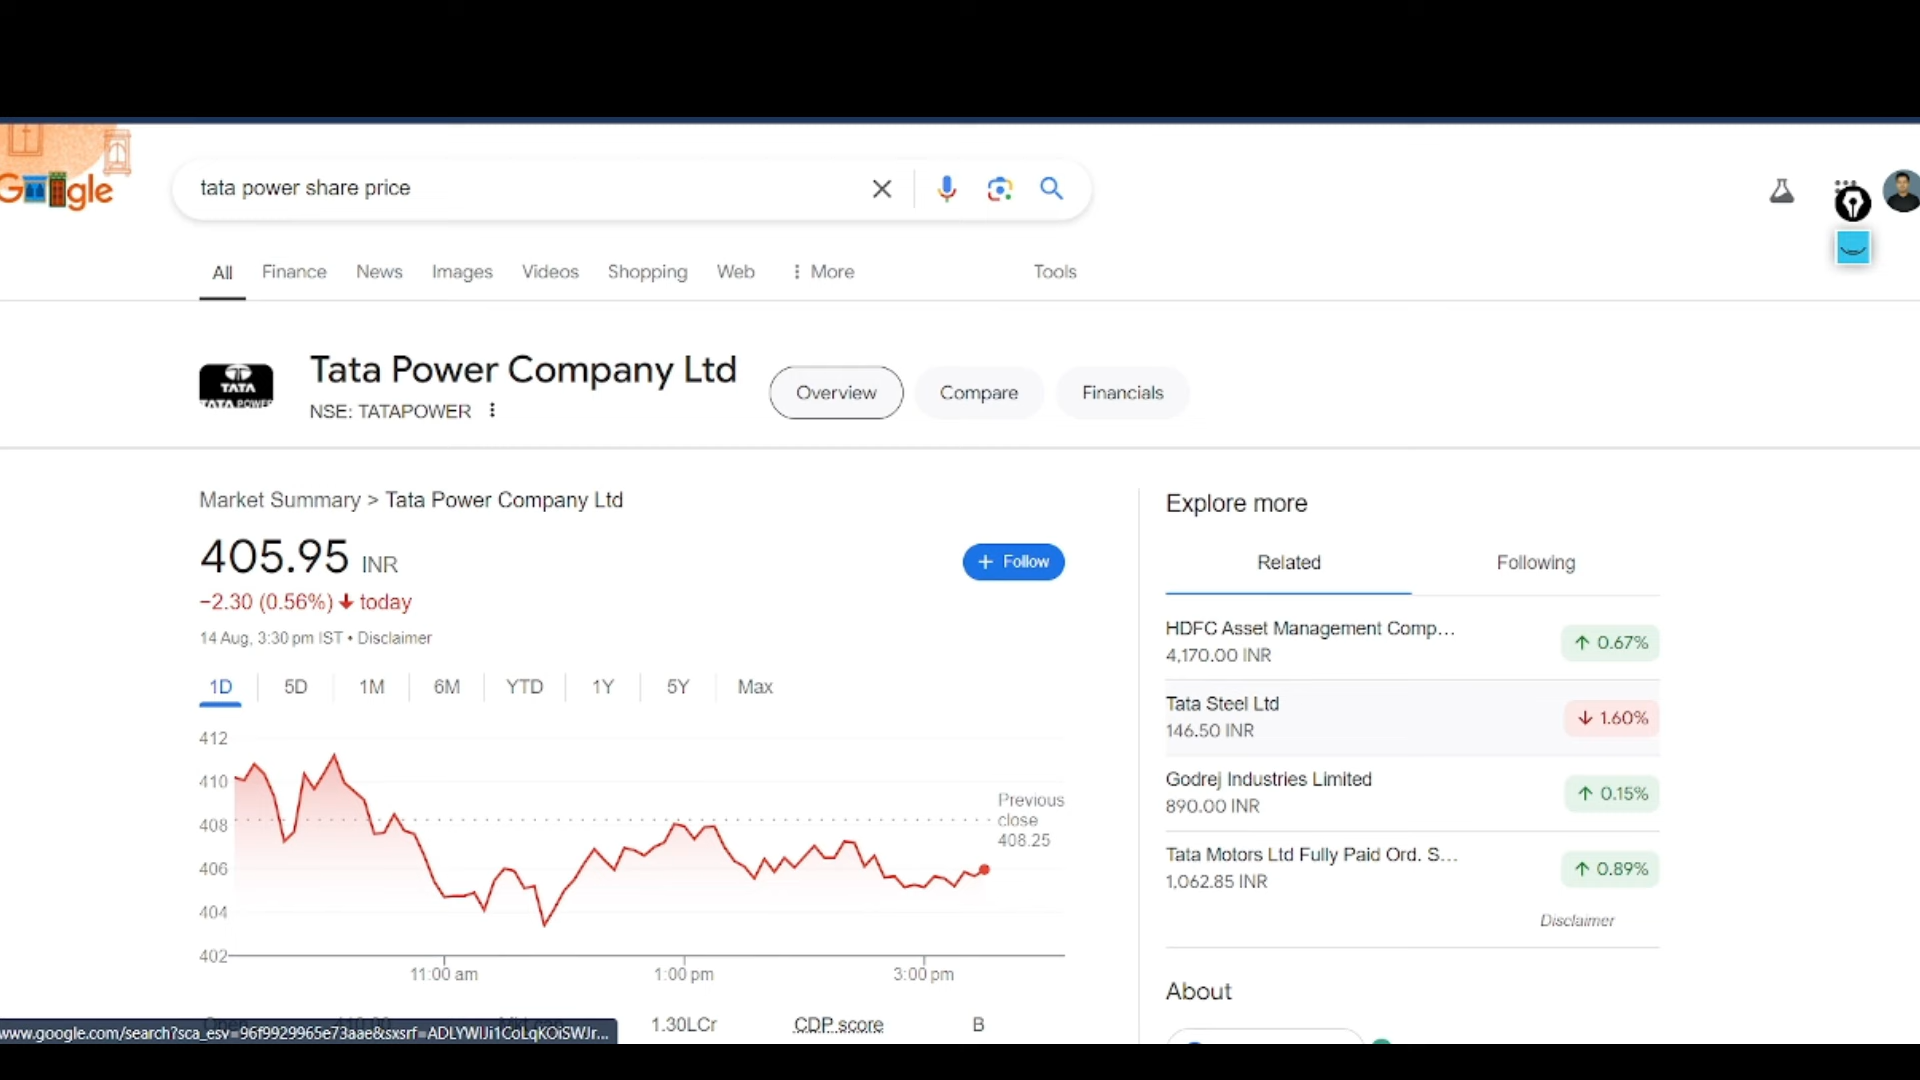 Google
tata power share price
All Finance News Images Videos Shopping Web More Tools
TATA
TATA POWER
Tata Power Company Ltd
NSE: TATAPOWER
Overview Compare Financials
Market Summary > Tata Power Company Ltd
405.95 INR
+ Follow
−2.30 (0.56%) today
14 Aug, 3:30 pm IST • Disclaimer
1D 5D 1M 6M YTD 1Y 5Y Max
412
410
408
406
404
402
Previous
close
408.25
11:00 am 1:00 pm 3:00 pm
1.30LCr CDP score B
www.google.com/search?sca_esv=96f9929965e73aae&sxsrf=
Explore more
Related Following
HDFC Asset Management Comp...
4,170.00 INR
0.67%
Tata Steel Ltd
146.50 INR
1.60%
Godrej Industries Limited
890.00 INR
0.15%
Tata Motors Ltd Fully Paid Ord. S...
1,062.85 INR
0.89%
Disclaimer
About